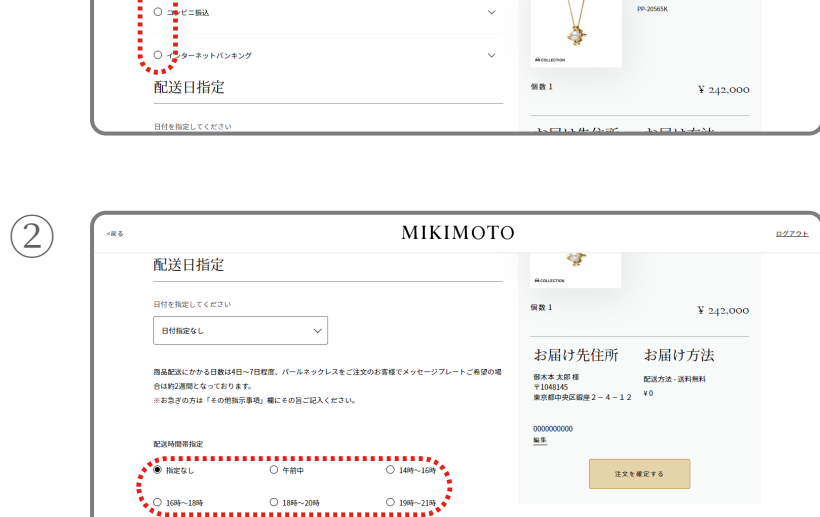 コンビニ振込
インターネットバンキング
配送日指定
日付を指定してください
PP-20565K
M COLLECTION
個数 1
¥ 242,000
お届け先住所
お届け方法
②
<戻る
MIKIMOTO
ログアウト
配送日指定
日付を指定してください
日付指定なし
商品配送にかかる日数は4日〜7日程度、パールネックレスをご注文のお客様でメッセージプレートご希望の場
合は約2週間となっております。
※お急ぎの方は「その他指示事項」欄にその旨ご記入ください。
配送時間帯指定
指定なし
午前中
14時〜16時
16時〜18時
18時〜20時
19時〜21時
M COLLECTION
個数 1
¥ 242,000
お届け先住所
御木本 太郎 様
〒1048145
東京都中央区銀座２－４－１２
0000000000
編集
お届け方法
配送方法 - 送料無料
¥ 0
注文を確定する